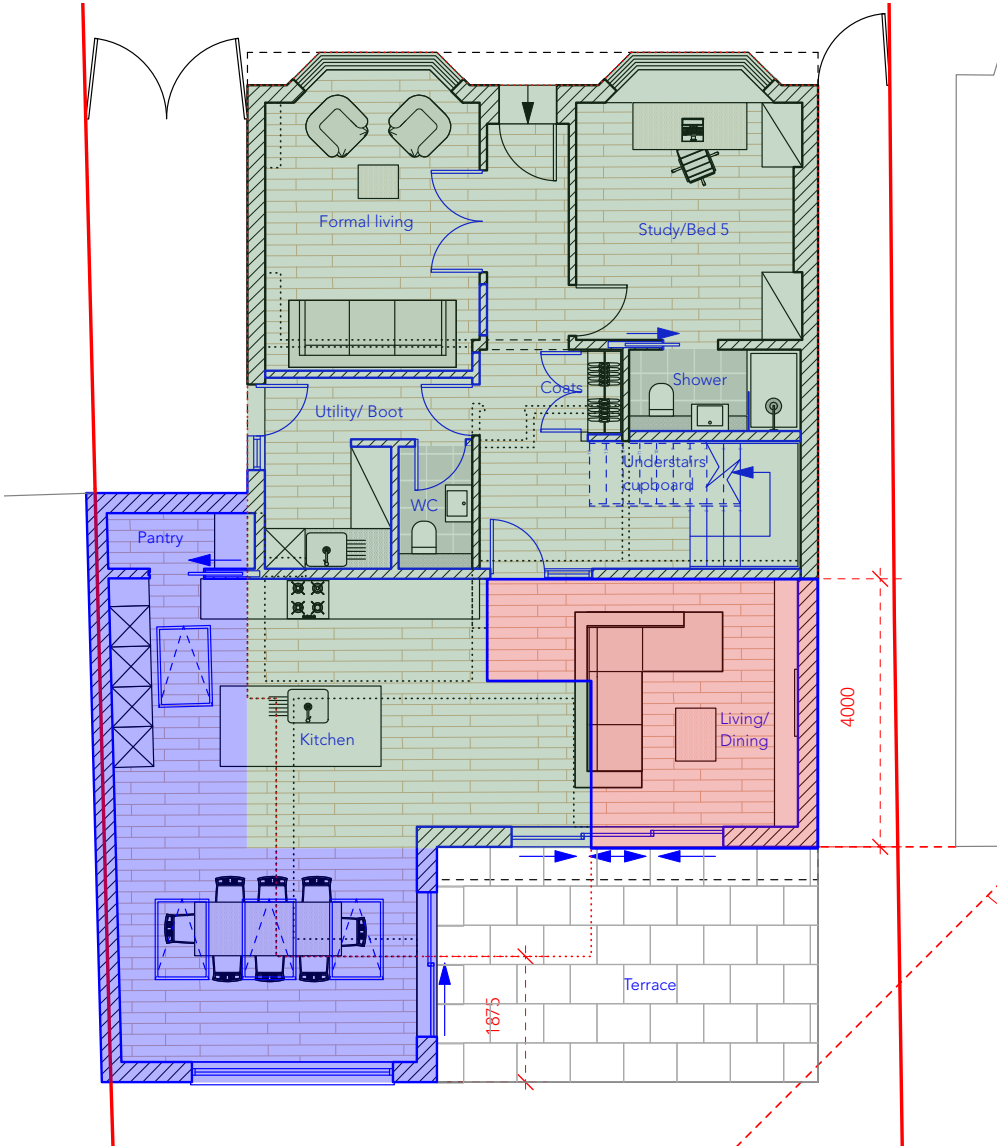 Formal living
Study/Bed 5
Coats
Shower
Utility/ Boot
Understairs
cupboard
WC
Pantry
4000
Living/
Dining
Kitchen
Terrace
1875